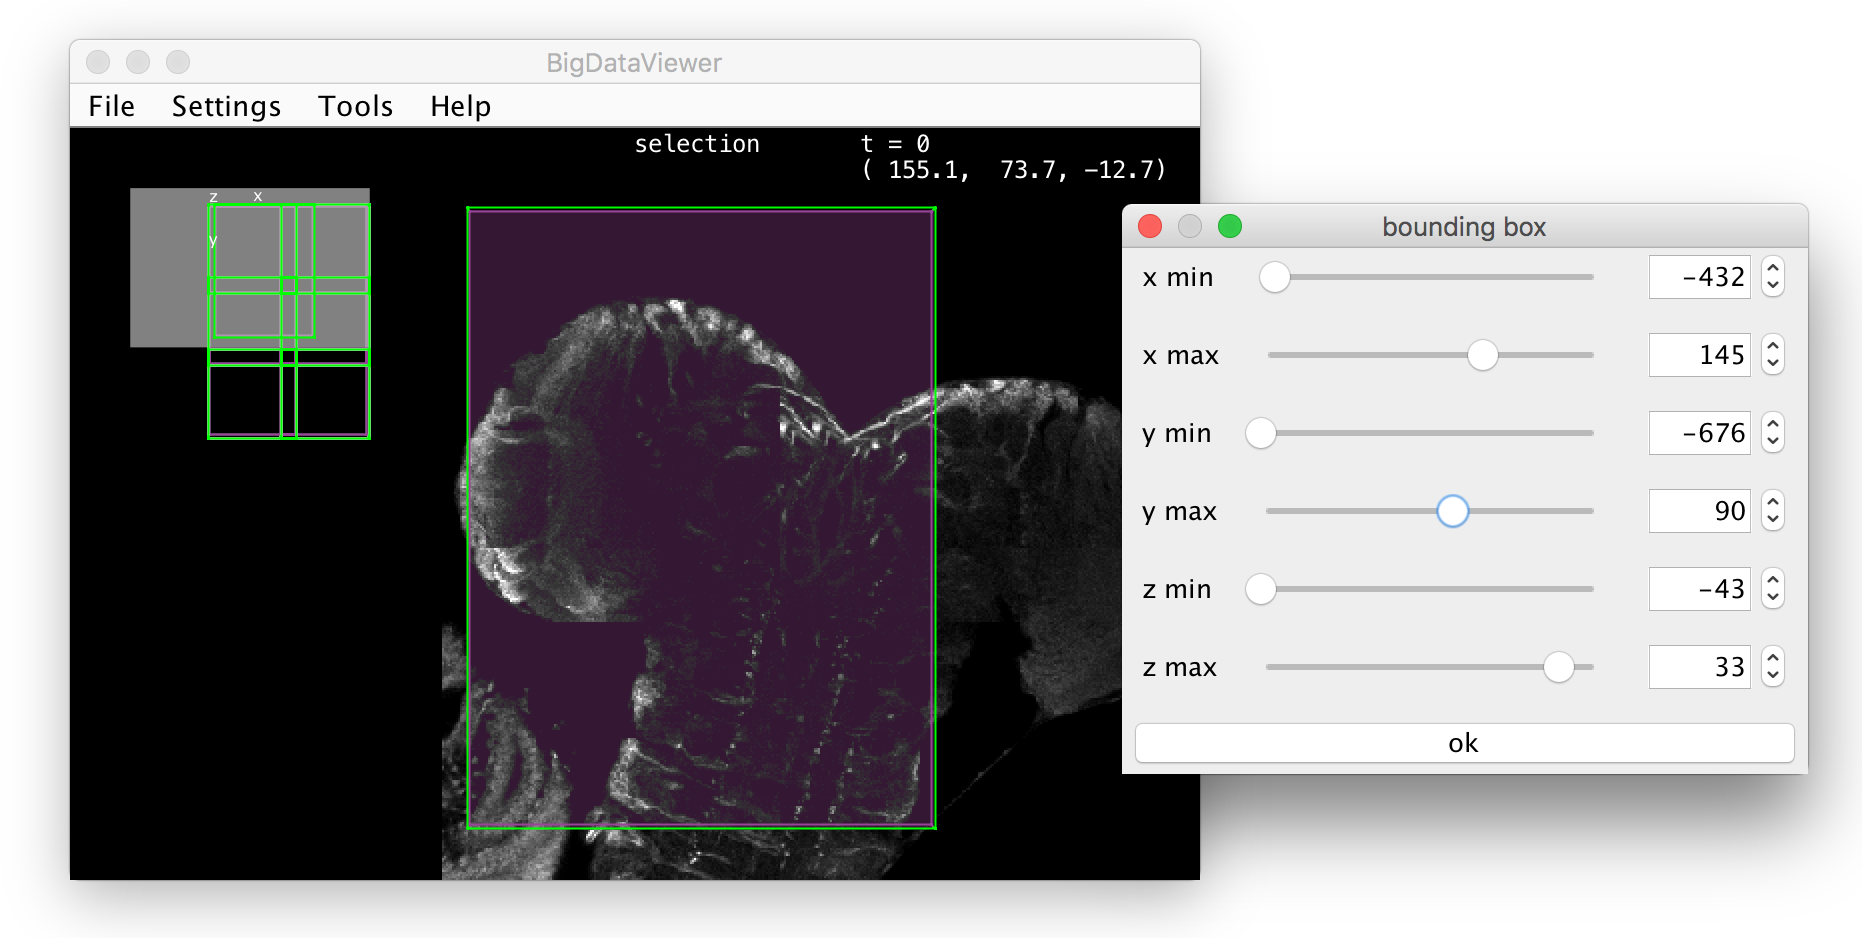 BigDataViewer
File Settings Tools Help
selection t = 0
( 155.1, 73.7, -12.7)
z x
y
bounding box
x min -432
x max 145
y min -676
y max 90
z min -43
z max 33
ok